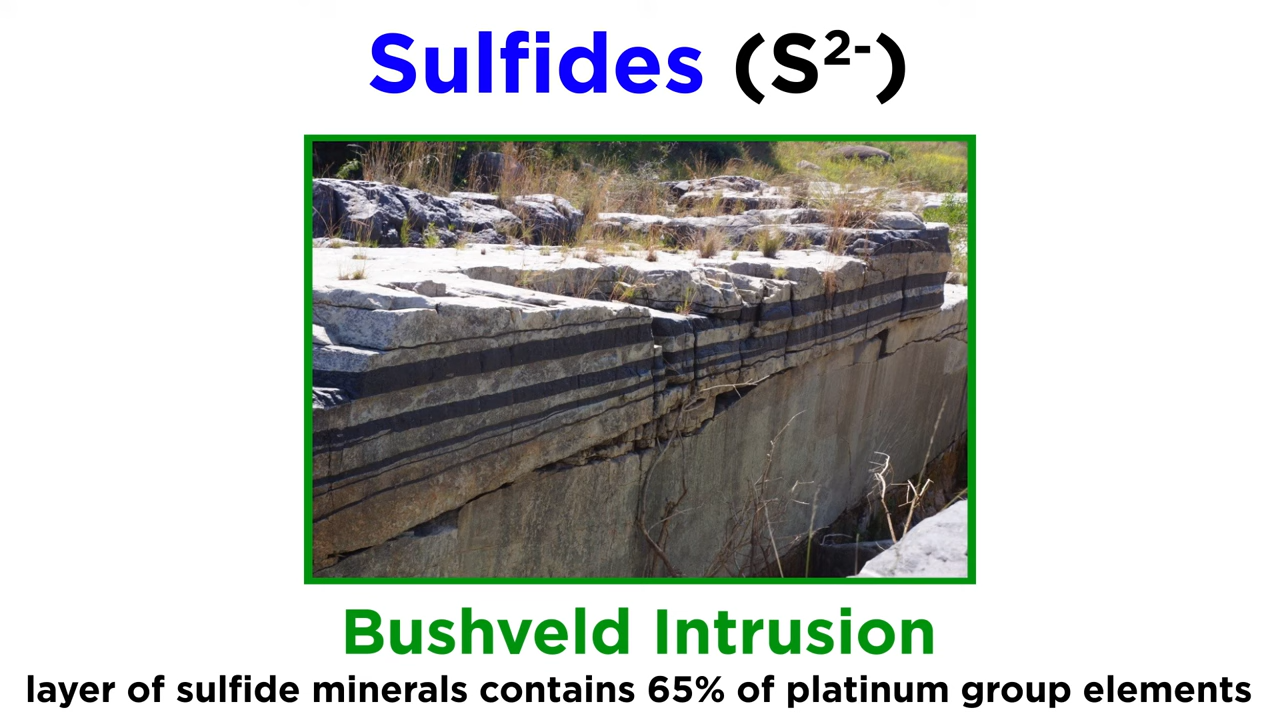 Sulfides (S²⁻)
Bushveld Intrusion
layer of sulfide minerals contains 65% of platinum group elements